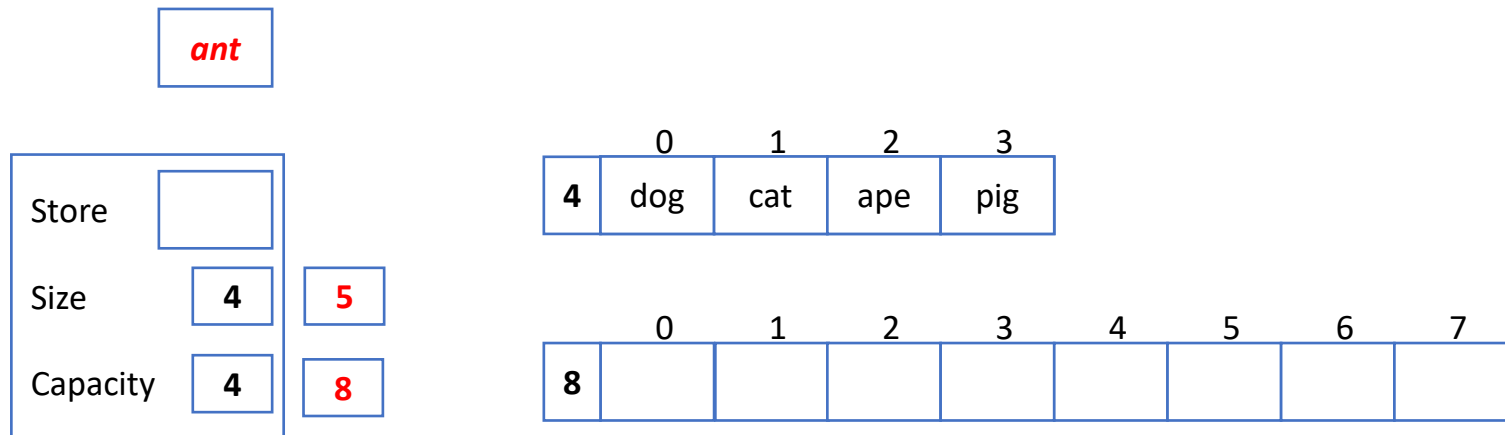 ant
0 1 2 3
4 dog cat ape pig
Store
Size 4 5
0 1 2 3 4 5 6 7
Capacity 4 8
8